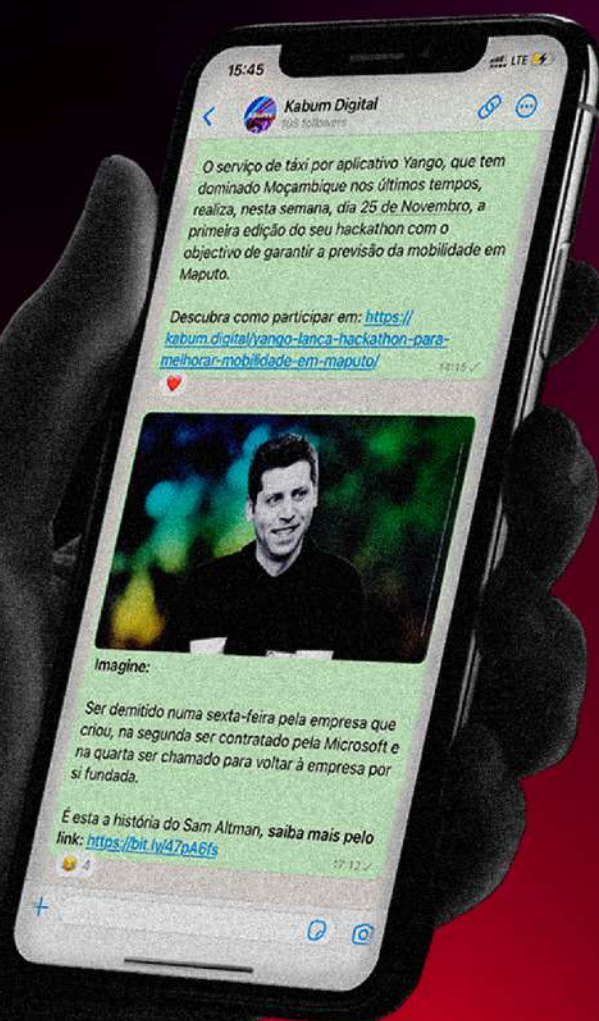 15:45
LTE
Kabum Digital
108 followers
O serviço de táxi por aplicativo Yango, que tem
dominado Moçambique nos últimos tempos,
realiza, nesta semana, dia 25 de Novembro, a
primeira edição do seu hackathon com o
objectivo de garantir a previsão da mobilidade em
Maputo.
Descubra como participar em: https://
kabum.digital/yango-lanca-hackathon-para-
melhorar-mobilidade-em-maputo/
14:15
Imagine:
Ser demitido numa sexta-feira pela empresa que
criou, na segunda ser contratado pela Microsoft e
na quarta ser chamado para voltar à empresa por
si fundada.
É esta a história do Sam Altman, saiba mais pelo
link: https://bit.ly/47pA6fs
4
17:12